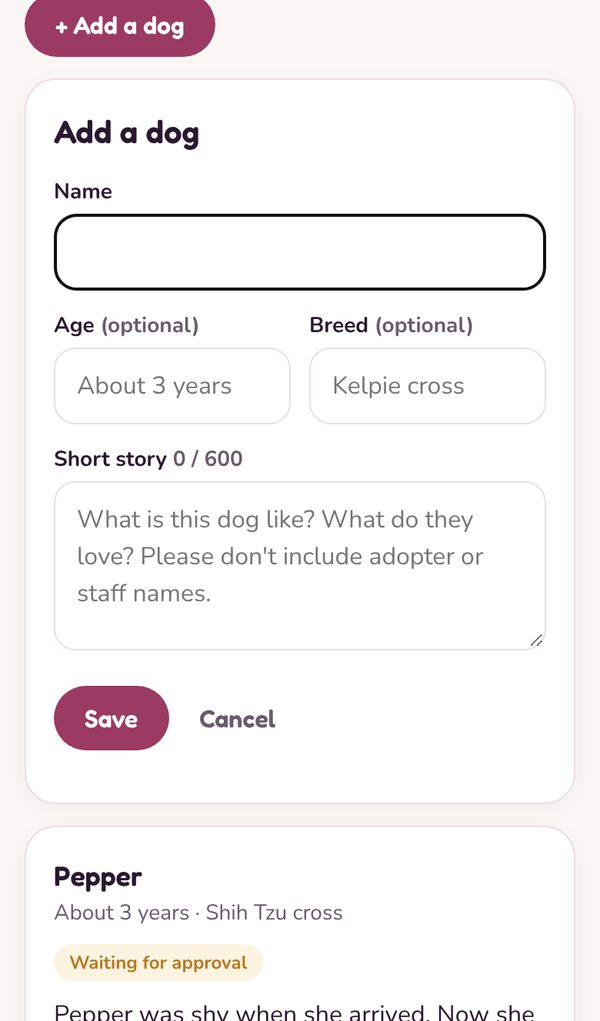 + Add a dog
Add a dog
Name
Age (optional)
Breed (optional)
About 3 years
Kelpie cross
Short story 0 / 600
What is this dog like? What do they
love? Please don't include adopter or
staff names.
Save
Cancel
Pepper
About 3 years · Shih Tzu cross
Waiting for approval
Pepper was shy when she arrived. Now she